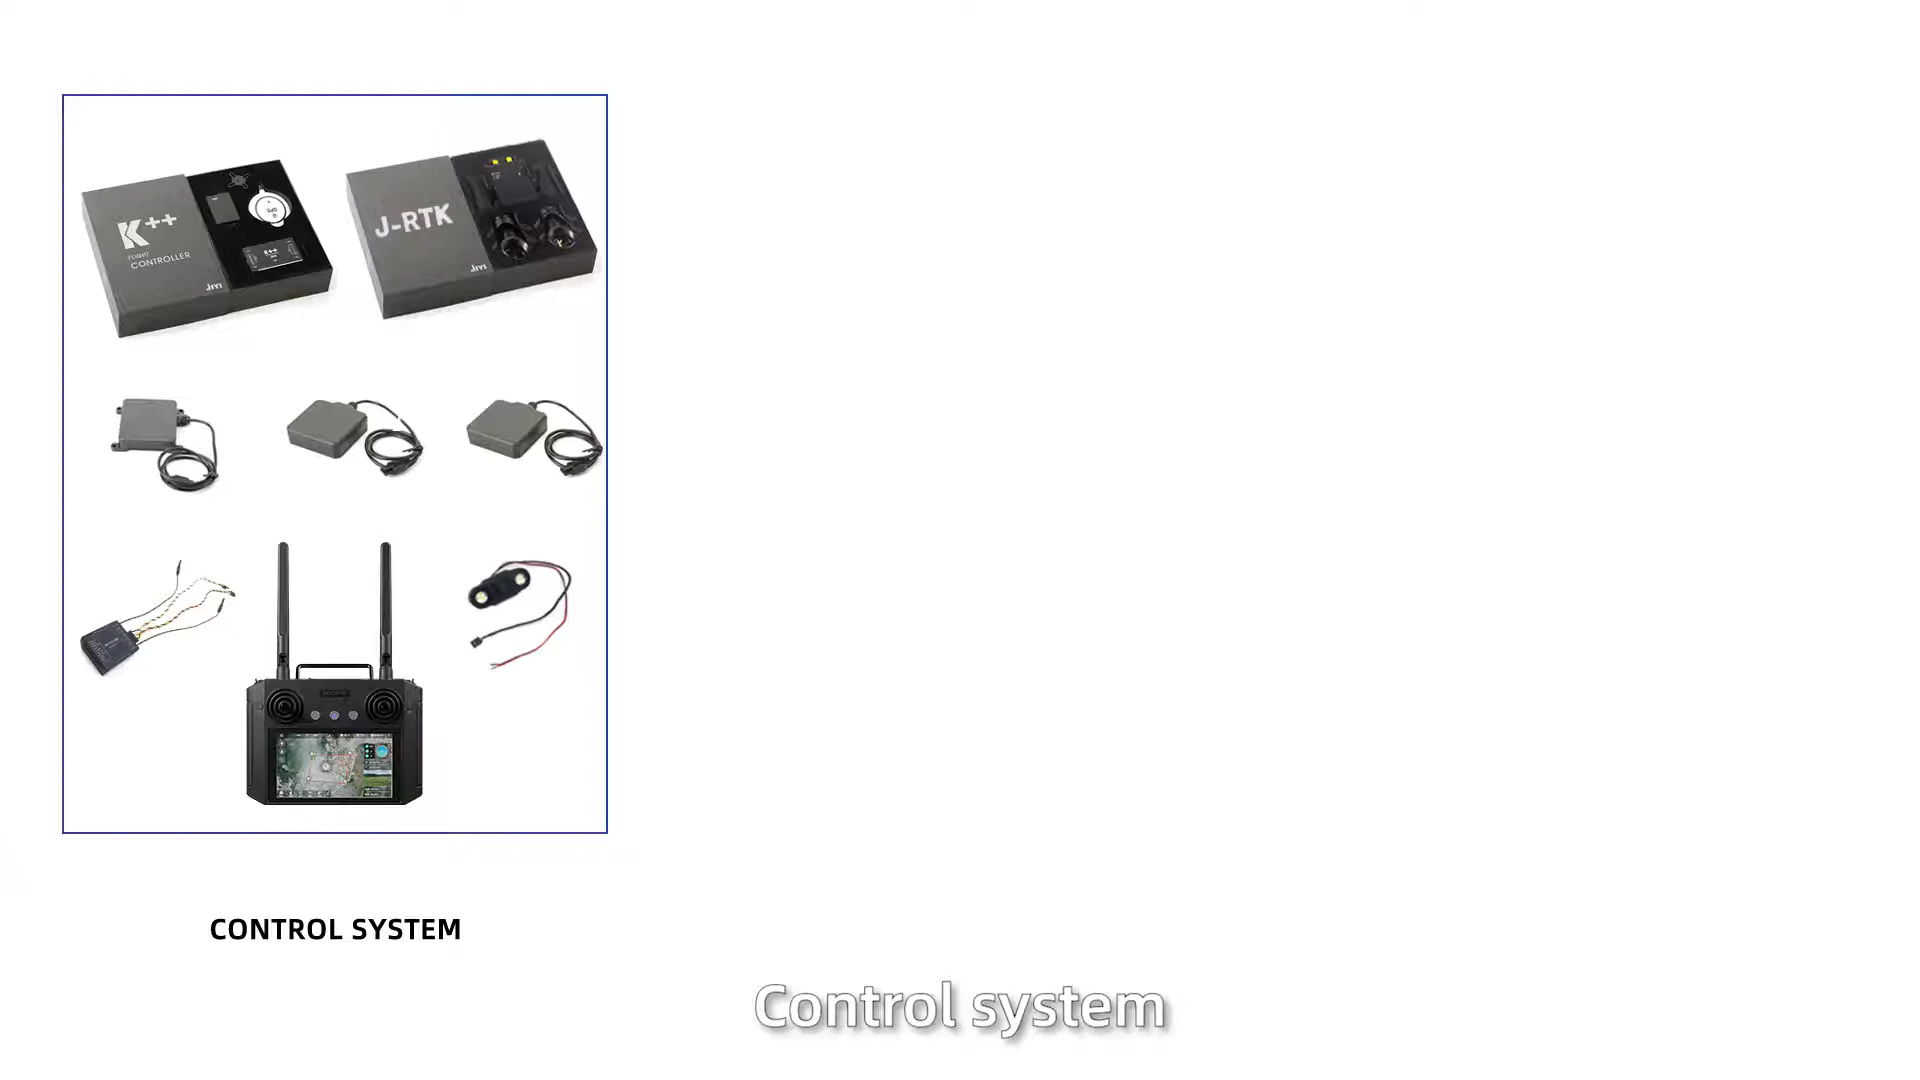 K++
FLIGHT
CONTROLLER
JIYI
K++
J-RTK
JIYI
CONTROL SYSTEM
Control system